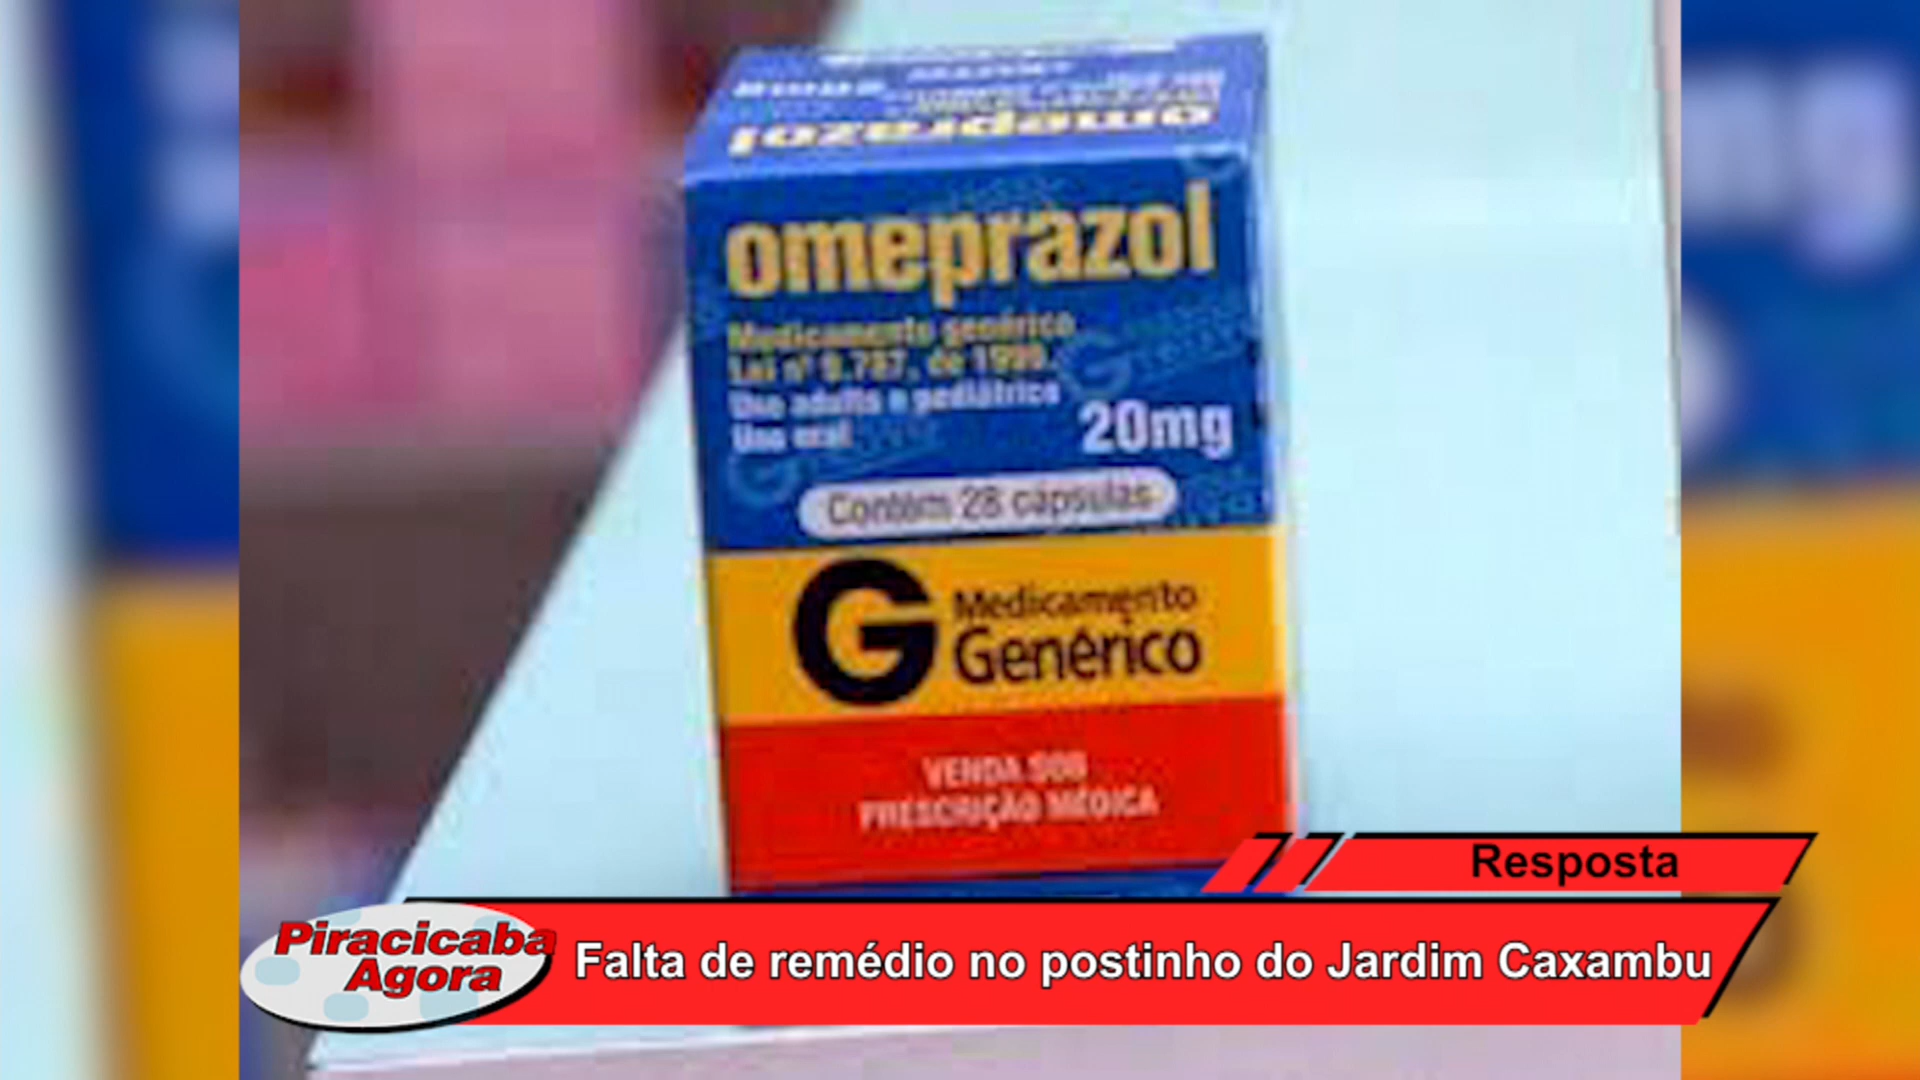 omeprazol
omeprazol
Medicamento genérico
Lei nº 9.787, de 1999.
Uso adulto e pediátrico
Uso oral
20mg
Contém 28 cápsulas
G Medicamento
Genérico
VENDA SOB
PRESCRIÇÃO MÉDICA
Resposta
Piracicaba
Agora
Falta de remédio no postinho do Jardim Caxambu